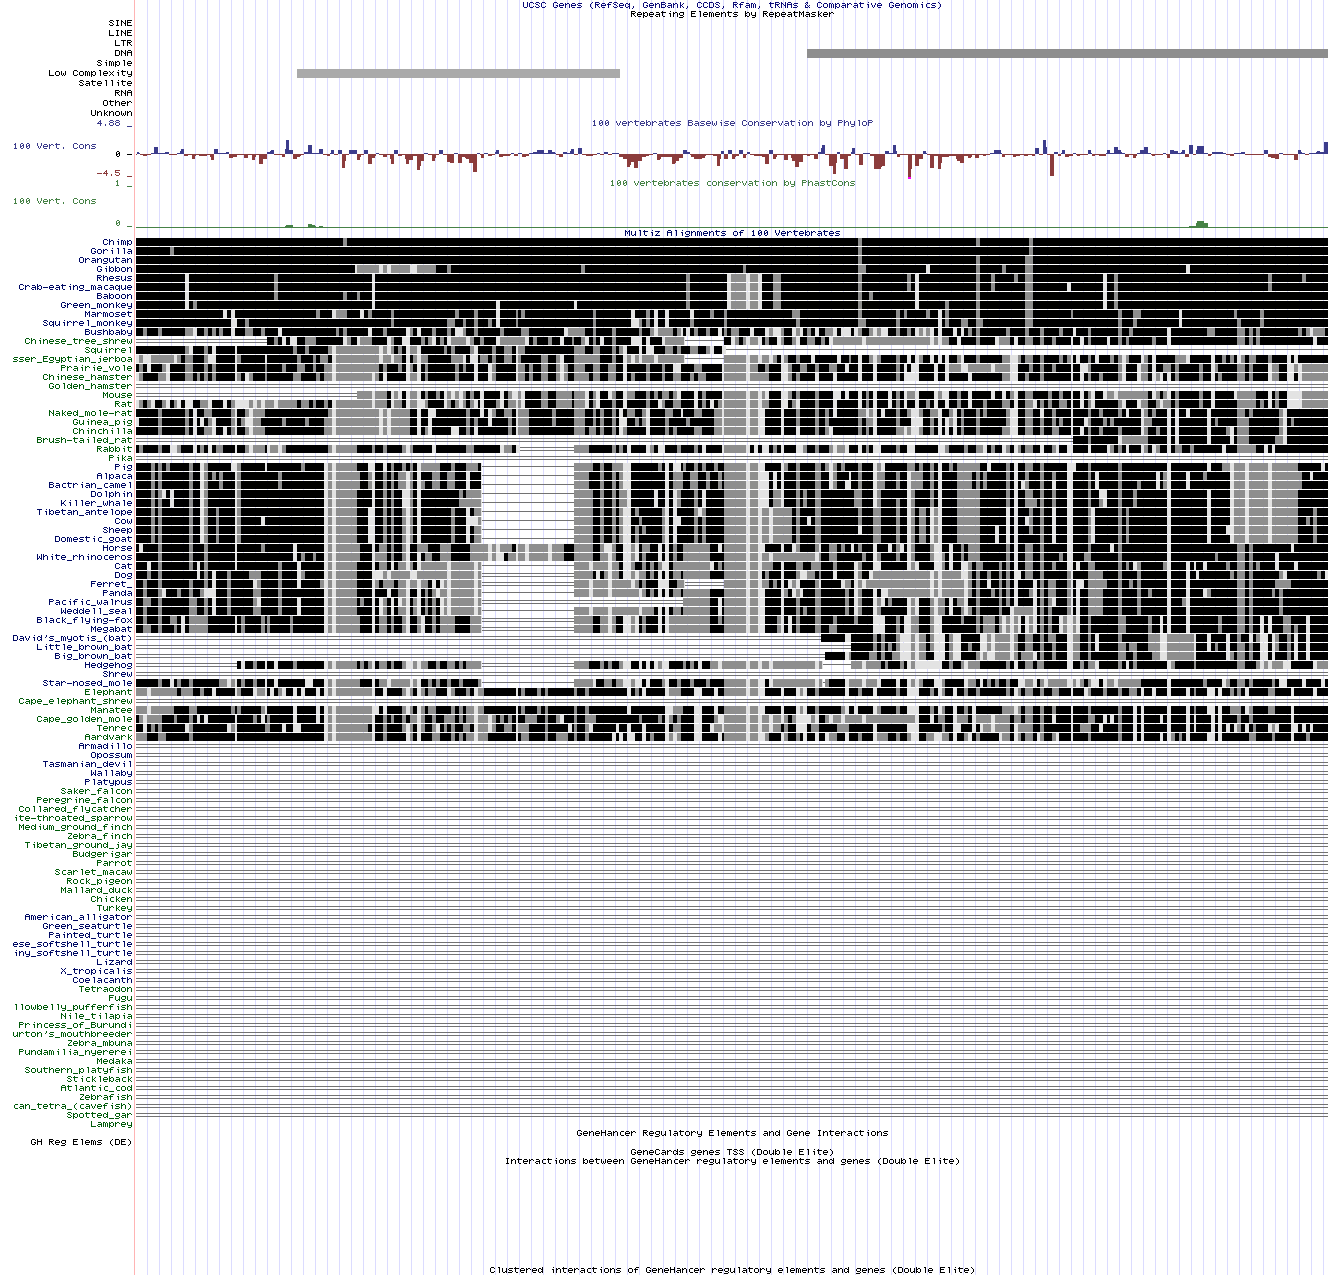 UCSC Genes (RefSeq, GenBank, CCDS, Rfam, tRNAs & Comparative Genomics)
Repeating Elements by RepeatMasker
SINE
LINE
LTR
DNA
Simple
Low Complexity
Satellite
RNA
Other
Unknown
4.88 _
100 vertebrates Basewise Conservation by PhyloP
100 Vert. Cons
0 -
-4.5 _
1 _
100 vertebrates conservation by PhastCons
100 Vert. Cons
0 _
Multiz Alignments of 100 Vertebrates
Chimp
Gorilla
Orangutan
Gibbon
Rhesus
Crab-eating_macaque
Baboon
Green_monkey
Marmoset
Squirrel_monkey
Bushbaby
Chinese_tree_shrew
Squirrel
sser_Egyptian_jerboa
Prairie_vole
Chinese_hamster
Golden_hamster
Mouse
Rat
Naked_mole-rat
Guinea_pig
Chinchilla
Brush-tailed_rat
Rabbit
Pika
Pig
Alpaca
Bactrian_camel
Dolphin
Killer_whale
Tibetan_antelope
Cow
Sheep
Domestic_goat
Horse
White_rhinoceros
Cat
Dog
Ferret_
Panda
Pacific_walrus
Weddell_seal
Black_flying-fox
Megabat
David's_myotis_(bat)
Little_brown_bat
Big_brown_bat
Hedgehog
Shrew
Star-nosed_mole
Elephant
Cape_elephant_shrew
Manatee
Cape_golden_mole
Tenrec
Aardvark
Armadillo
Opossum
Tasmanian_devil
Wallaby
Platypus
Saker_falcon
Peregrine_falcon
Collared_flycatcher
ite-throated_sparrow
Medium_ground_finch
Zebra_finch
Tibetan_ground_jay
Budgerigar
Parrot
Scarlet_macaw
Rock_pigeon
Mallard_duck
Chicken
Turkey
American_alligator
Green_seaturtle
Painted_turtle
ese_softshell_turtle
iny_softshell_turtle
Lizard
X_tropicalis
Coelacanth
Tetraodon
Fugu
llowbelly_pufferfish
Nile_tilapia
Princess_of_Burundi
urton's_mouthbreeder
Zebra_mbuna
Pundamilia_nyererei
Medaka
Southern_platyfish
Stickleback
Atlantic_cod
Zebrafish
can_tetra_(cavefish)
Spotted_gar
Lamprey
GeneHancer Regulatory Elements and Gene Interactions
GH Reg Elems (DE)
GeneCards genes TSS (Double Elite)
Interactions between GeneHancer regulatory elements and genes (Double Elite)
Clustered interactions of GeneHancer regulatory elements and genes (Double Elite)